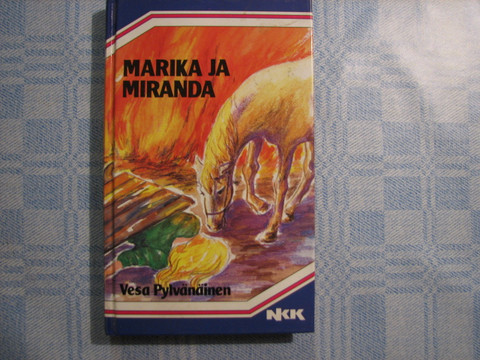 MARIKA JA
MIRANDA
Vesa Pylvänäinen
NKK